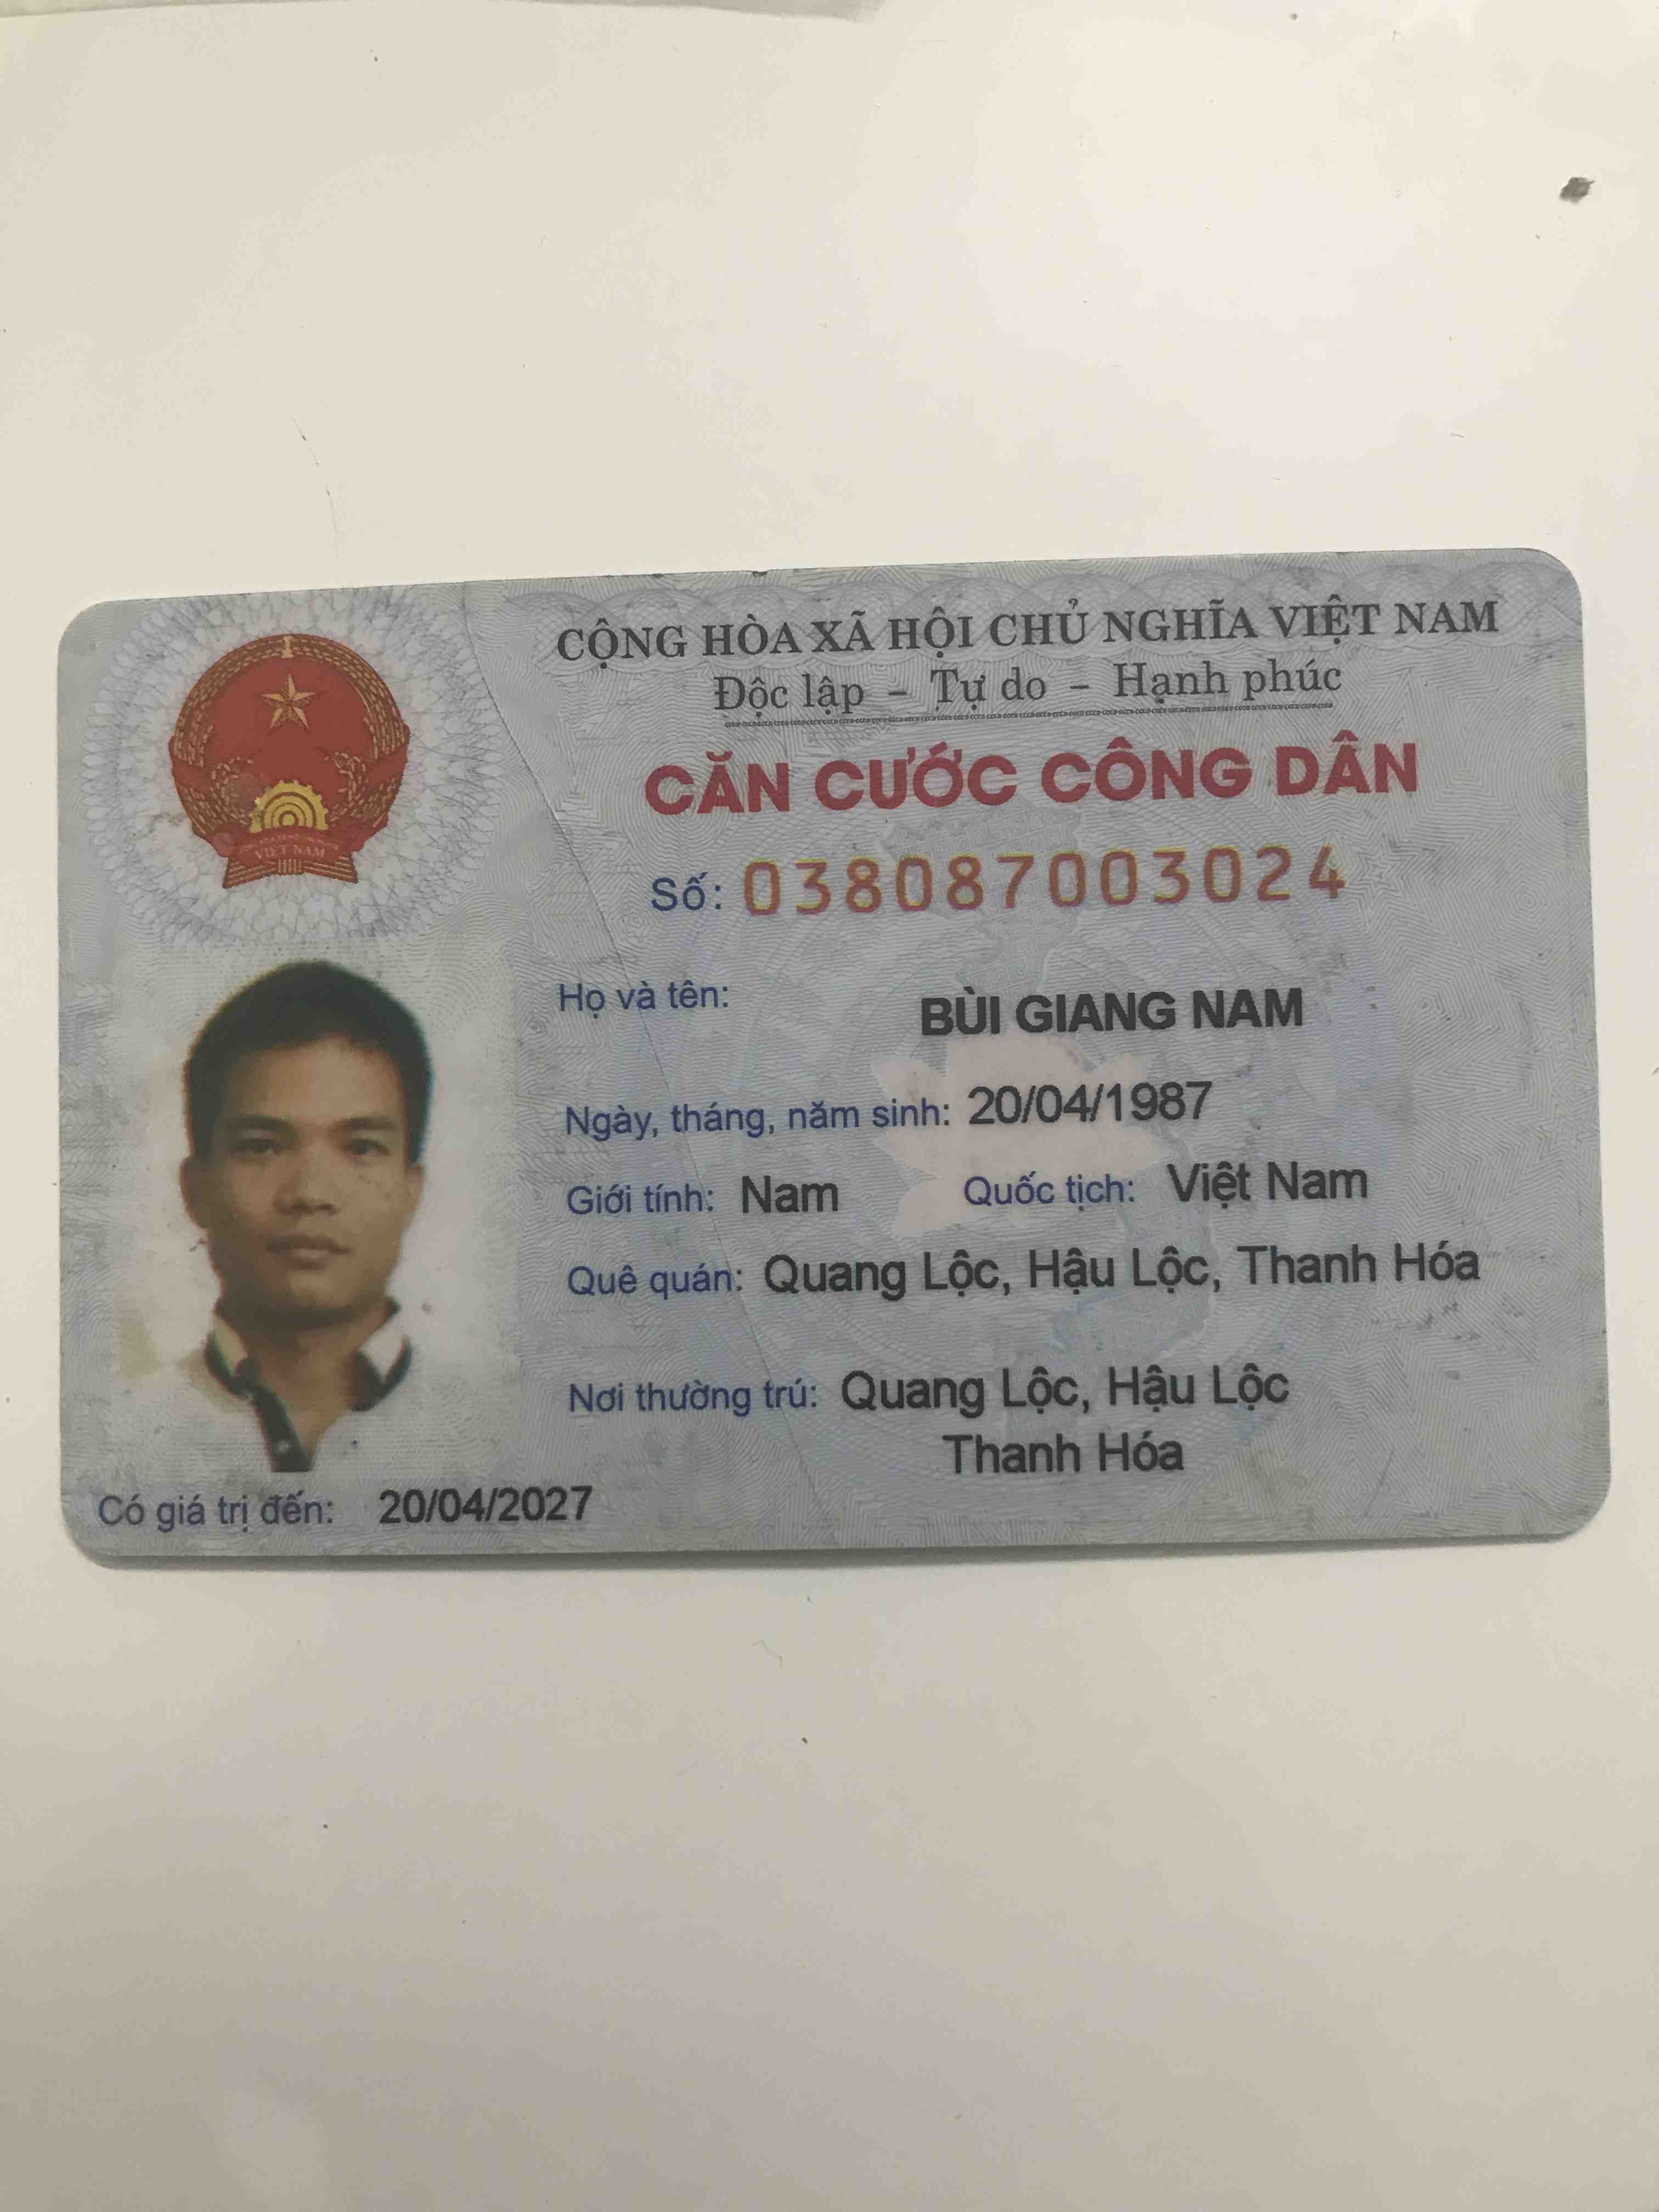 CỘNG HÒA XÃ HỘI CHỦ NGHĨA VIỆT NAM
Độc lập – Tự do – Hạnh phúc
CĂN CƯỚC CÔNG DÂN
Số: 038087003024
Họ và tên: BÙI GIANG NAM
Ngày, tháng, năm sinh: 20/04/1987
Giới tính: Nam Quốc tịch: Việt Nam
Quê quán: Quang Lộc, Hậu Lộc, Thanh Hóa
Nơi thường trú: Quang Lộc, Hậu Lộc
Thanh Hóa
Có giá trị đến: 20/04/2027
VIỆT NAM